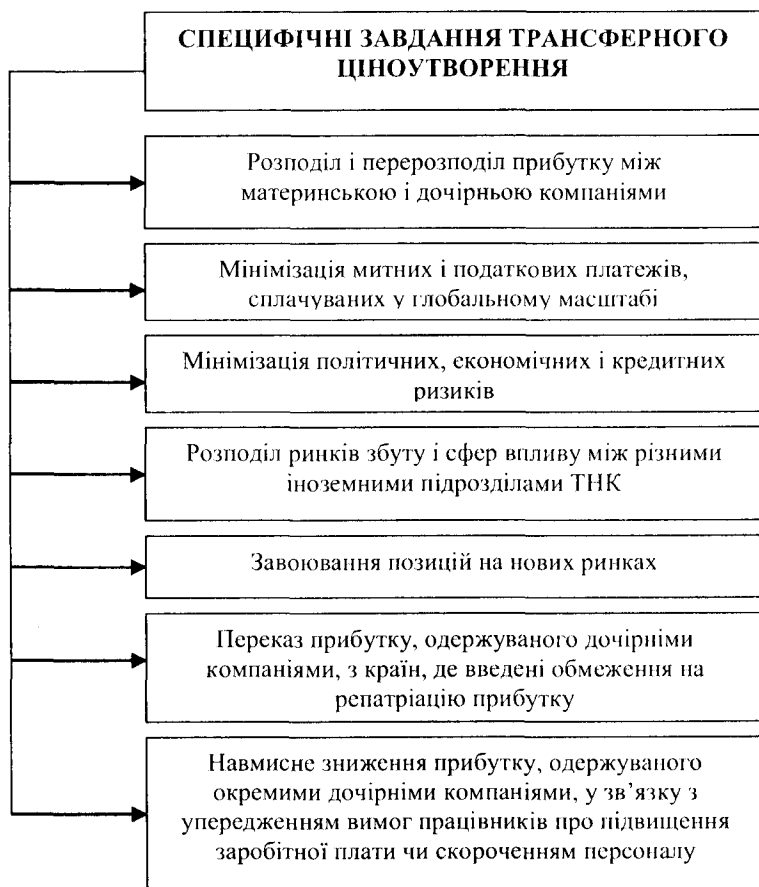 СПЕЦИФІЧНІ ЗАВДАННЯ ТРАНСФЕРНОГО
ЦІНОУТВОРЕННЯ
Розподіл і перерозподіл прибутку між
материнською і дочірньою компаніями
Мінімізація митних і податкових платежів,
сплачуваних у глобальному масштабі
Мінімізація політичних, економічних і кредитних
ризиків
Розподіл ринків збуту і сфер впливу між різними
іноземними підрозділами ТНК
Завоювання позицій на нових ринках
Переказ прибутку, одержуваного дочірніми
компаніями, з країн, де введені обмеження на
репатріацію прибутку
Навмисне зниження прибутку, одержуваного
окремими дочірніми компаніями, у зв'язку з
упередженням вимог працівників про підвищення
заробітної плати чи скороченням персоналу